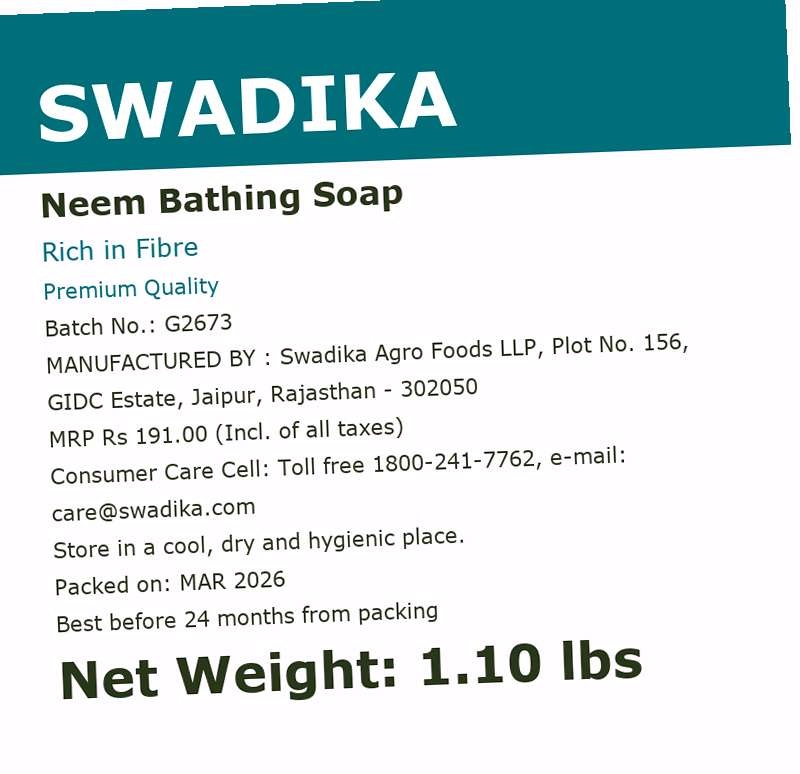 SWADIKA
Neem Bathing Soap
Rich in Fibre
Premium Quality
Batch No.: G2673
MANUFACTURED BY : Swadika Agro Foods LLP, Plot No. 156,
GIDC Estate, Jaipur, Rajasthan - 302050
MRP Rs 191.00 (Incl. of all taxes)
Consumer Care Cell: Toll free 1800-241-7762, e-mail:
care@swadika.com
Store in a cool, dry and hygienic place.
Packed on: MAR 2026
Best before 24 months from packing
Net Weight: 1.10 lbs